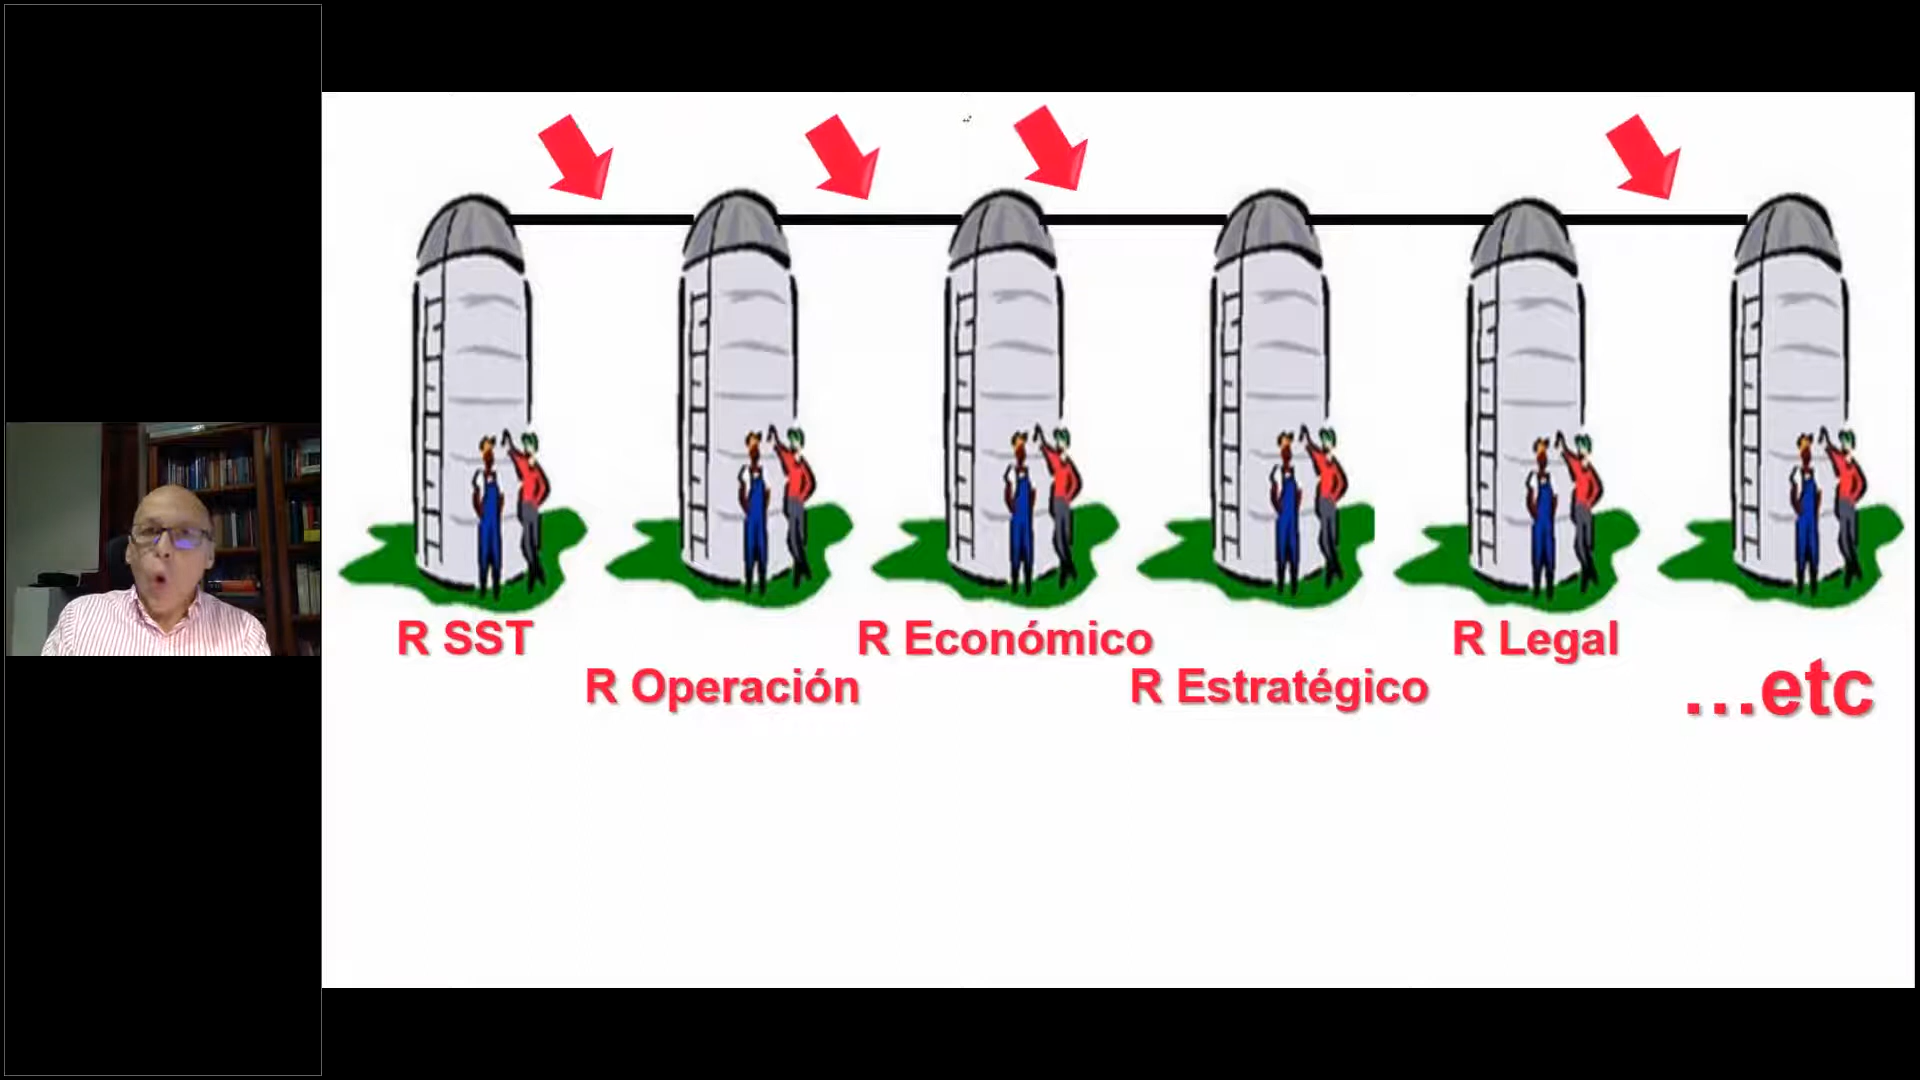 R SST
R Operación
R Económico
R Estratégico
R Legal
...etc